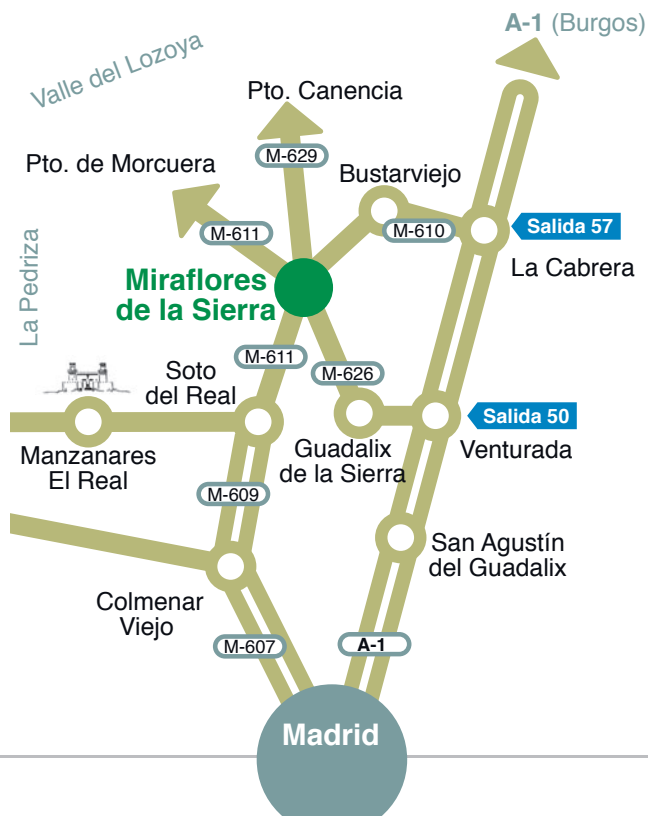 A-1 (Burgos)
Valle del Lozoya
Pto. Canencia
M-629
Pto. de Morcuera
Bustarviejo
M-611
M-610
Salida 57
La Pedriza
La Cabrera
Miraflores
de la Sierra
M-611
M-626
Soto
del Real
Salida 50
Manzanares
El Real
Guadalix
de la Sierra
Venturada
M-609
San Agustín
del Guadalix
Colmenar
Viejo
M-607
A-1
Madrid